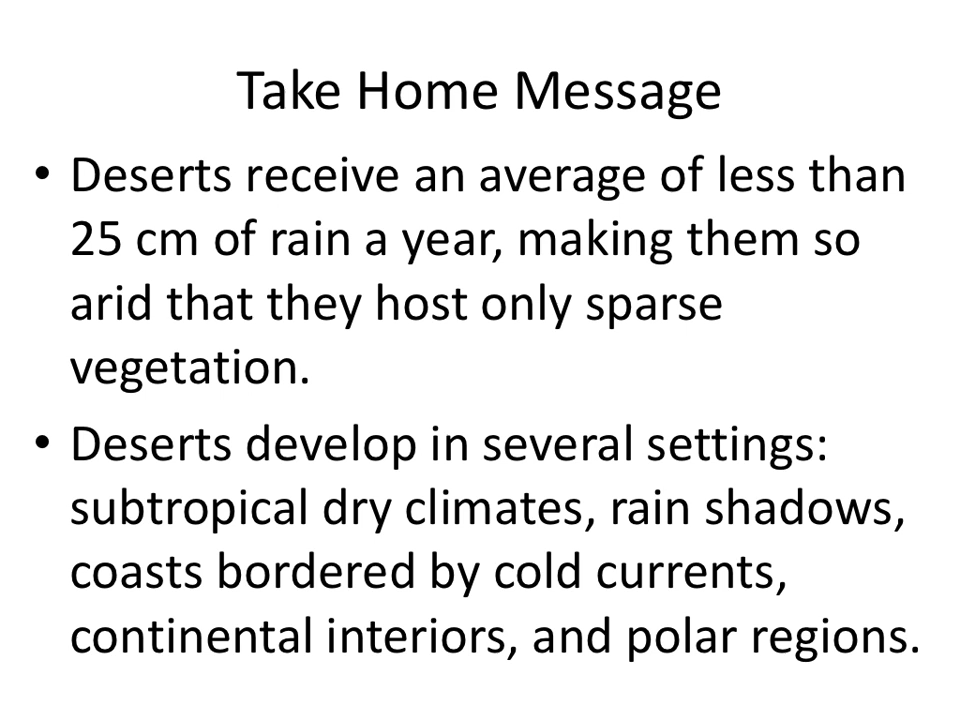 Take Home Message
• Deserts receive an average of less than
25 cm of rain a year, making them so
arid that they host only sparse
vegetation.
• Deserts develop in several settings:
subtropical dry climates, rain shadows,
coasts bordered by cold currents,
continental interiors, and polar regions.